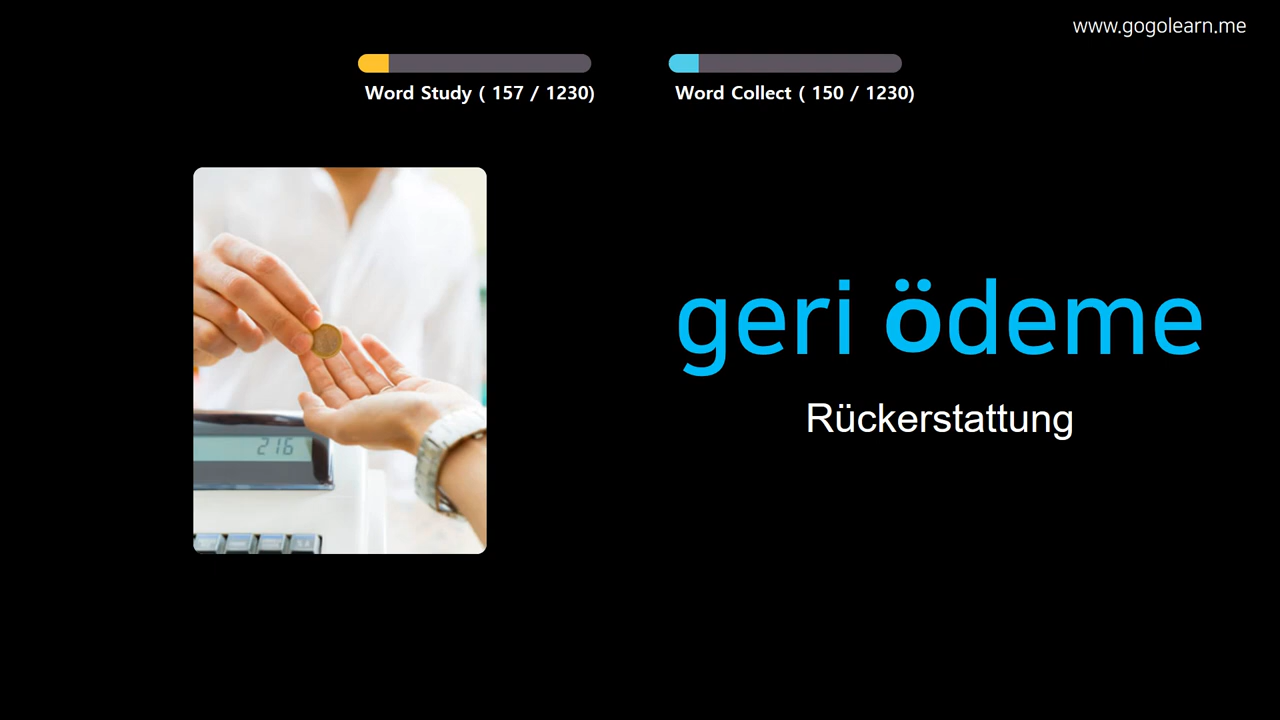 www.gogolearn.me
Word Study ( 157 / 1230)
Word Collect ( 150 / 1230)
geri ödeme
Rückerstattung
216